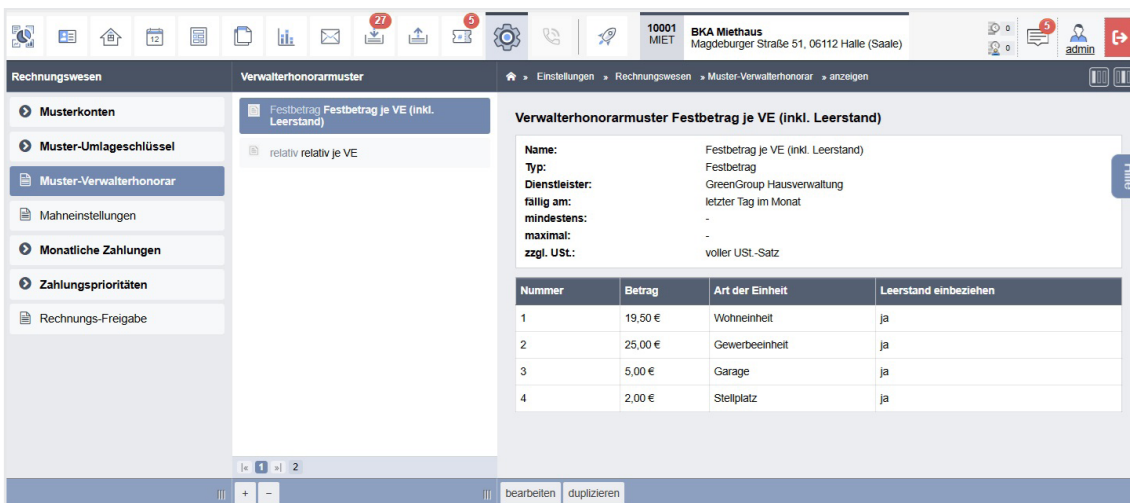 27
5
12
10001
MIET
BKA Miethaus
Magdeburger Straße 51, 06112 Halle (Saale)
0
0
5
admin
Rechnungswesen
Verwalterhonorarmuster
» Einstellungen » Rechnungswesen » Muster-Verwalterhonorar » anzeigen
Musterkonten
Muster-Umlageschlüssel
Muster-Verwalterhonorar
Mahneinstellungen
Monatliche Zahlungen
Zahlungsprioritäten
Rechnungs-Freigabe
Festbetrag Festbetrag je VE (inkl.
Leerstand)
relativ relativ je VE
Verwalterhonorarmuster Festbetrag je VE (inkl. Leerstand)
Name: Festbetrag je VE (inkl. Leerstand)
Typ: Festbetrag
Dienstleister: GreenGroup Hausverwaltung
fällig am: letzter Tag im Monat
mindestens: -
maximal: -
zzgl. USt.: voller USt.-Satz
Nummer Betrag Art der Einheit Leerstand einbeziehen
1 19,50 € Wohneinheit ja
2 25,00 € Gewerbeeinheit ja
3 5,00 € Garage ja
4 2,00 € Stellplatz ja
|« 1 »| 2
+ -
bearbeiten duplizieren